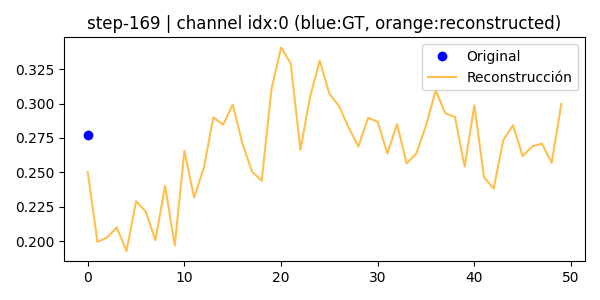 step-169 | channel idx:0 (blue:GT, orange:reconstructed)
Original
Reconstrucción
0.325
0.300
0.275
0.250
0.225
0.200
0 10 20 30 40 50